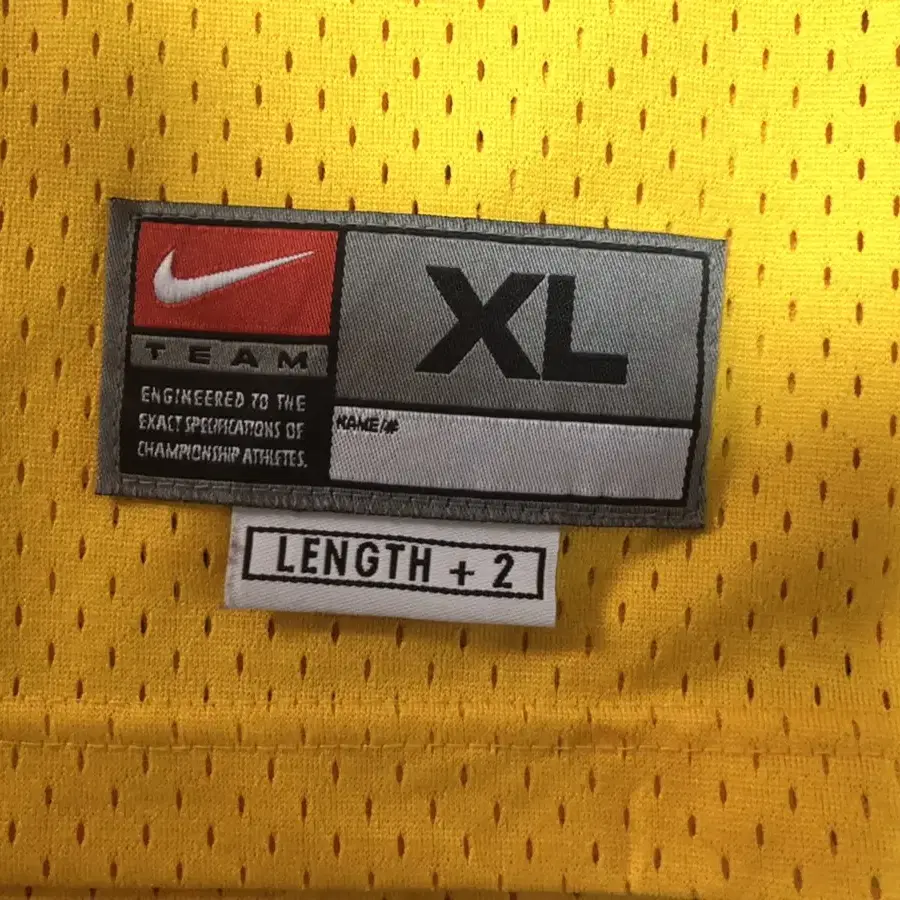 TEAM
ENGINEERED TO THE
EXACT SPECIFICATIONS OF
CHAMPIONSHIP ATHLETES.
XL
NAME/#
LENGTH + 2